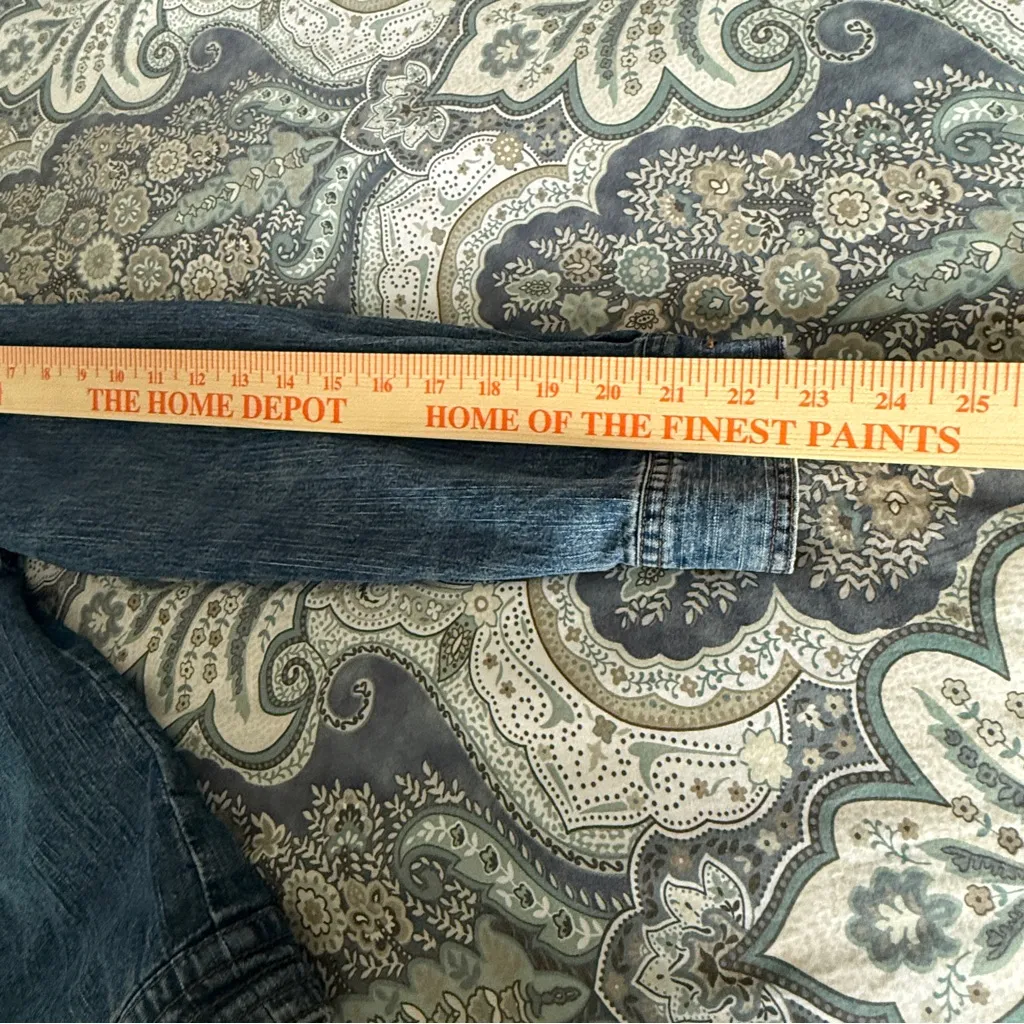 7 8 9 10 11 12 13 14 15 16 17 18 19 20 21 22 23 24 25
THE HOME DEPOT HOME OF THE FINEST PAINTS